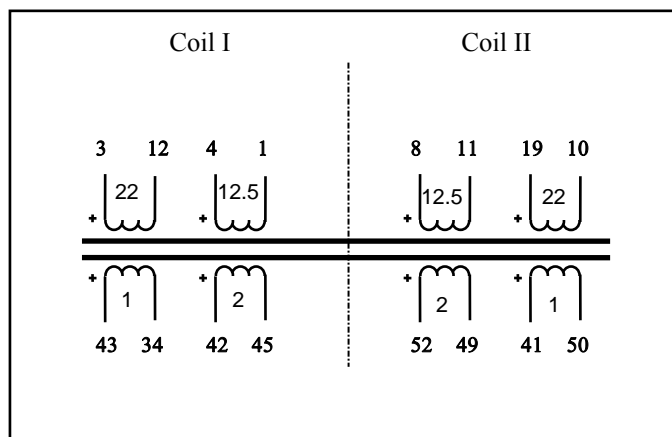 Coil I Coil II
3 12 4 1 8 11 19 10
22 12.5 12.5 22
+ + + +
+ + + +
1 2 2 1
43 34 42 45 52 49 41 50